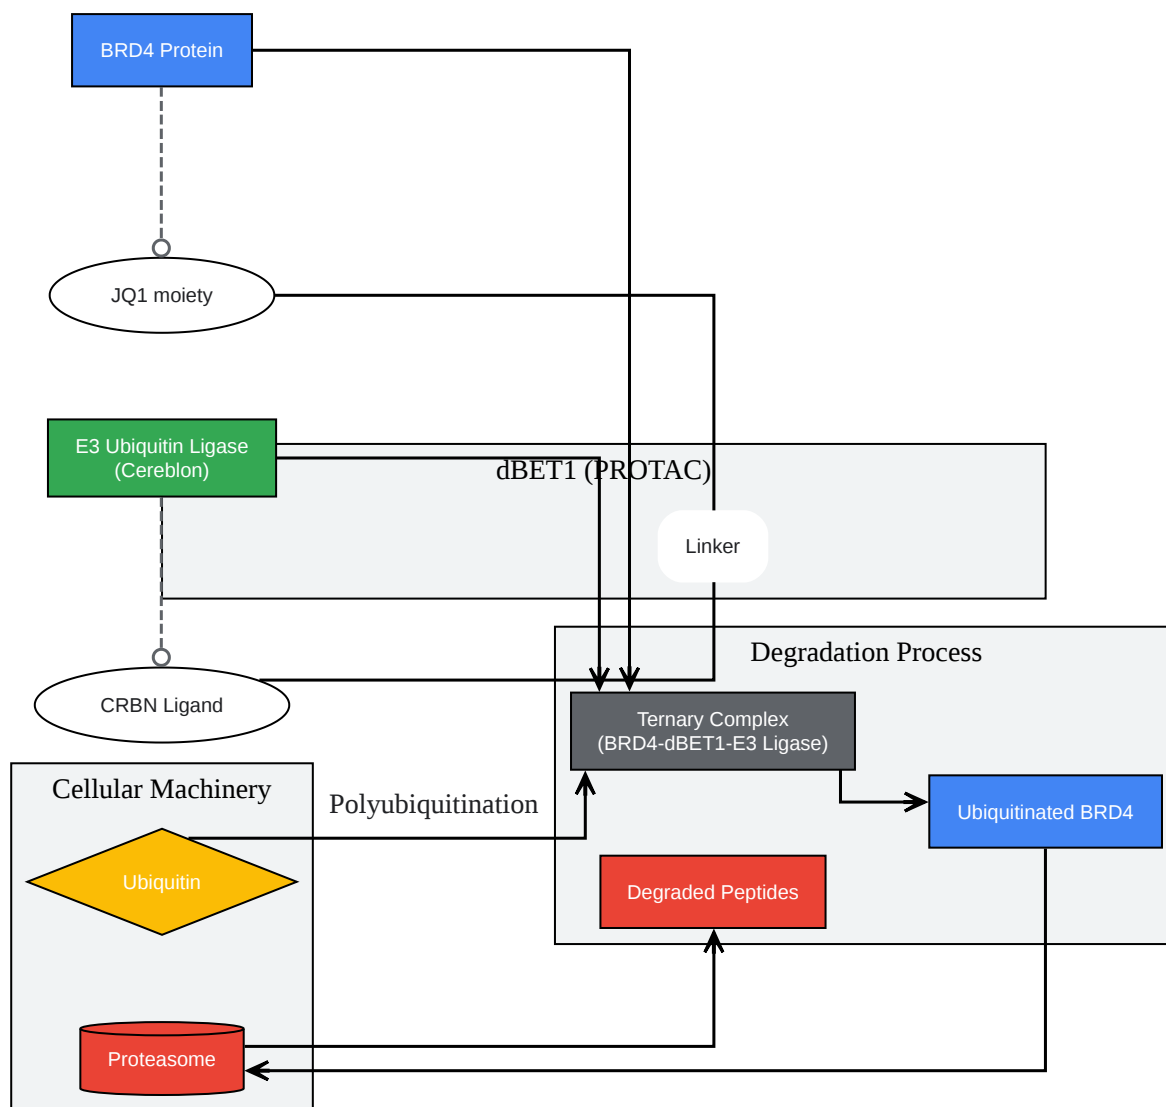 BRD4 Protein
JQ1 moiety
E3 Ubiquitin Ligase
(Cereblon)
dBET1 (PROTAC)
Linker
Degradation Process
CRBN Ligand
Ternary Complex
(BRD4-dBET1-E3 Ligase)
Cellular Machinery
Polyubiquitination
Ubiquitinated BRD4
Ubiquitin
Degraded Peptides
Proteasome